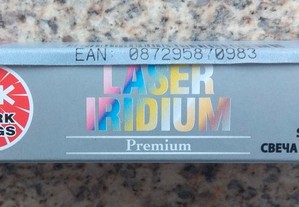 EAN: 087295870983
LASER
IRIDIUM
Premium
СВЕЧА